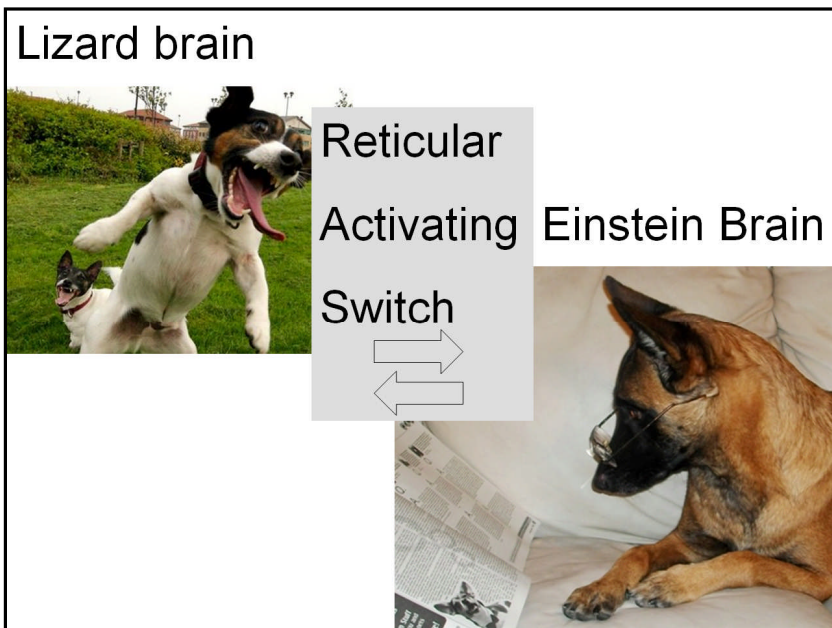 Lizard brain
Reticular
Activating
Switch
Einstein Brain